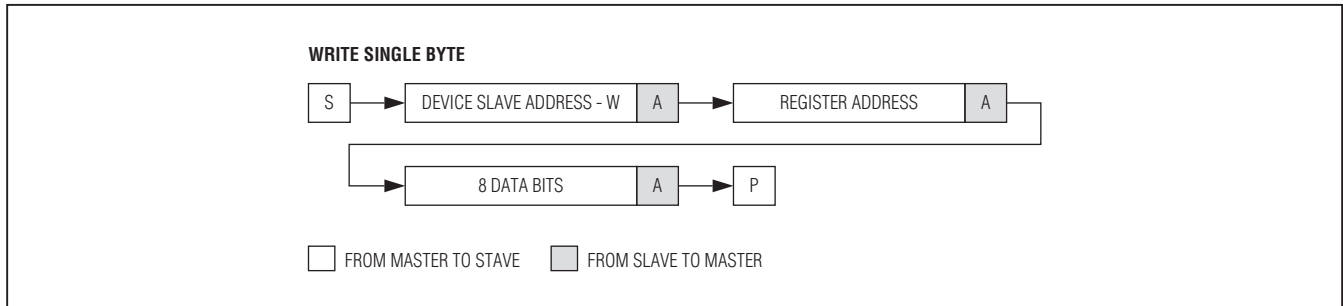 WRITE SINGLE BYTE
S DEVICE SLAVE ADDRESS - W A REGISTER ADDRESS A
8 DATA BITS A P
FROM MASTER TO STAVE FROM SLAVE TO MASTER